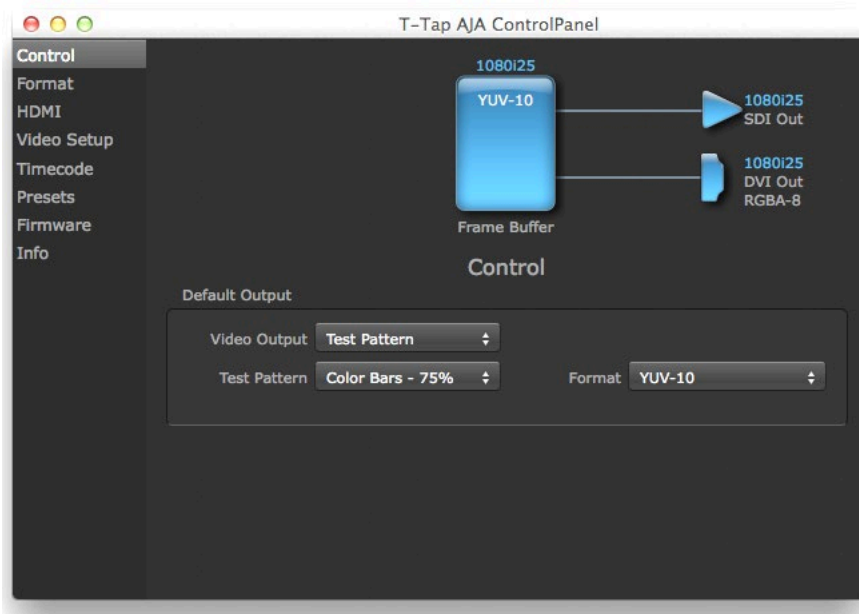 T-Tap AJA ControlPanel
Control
Format
HDMI
Video Setup
Timecode
Presets
Firmware
Info
1080i25
YUV-10
Frame Buffer
1080i25
SDI Out
1080i25
DVI Out
RGBA-8
Control
Default Output
Video Output Test Pattern
Test Pattern Color Bars - 75% Format YUV-10